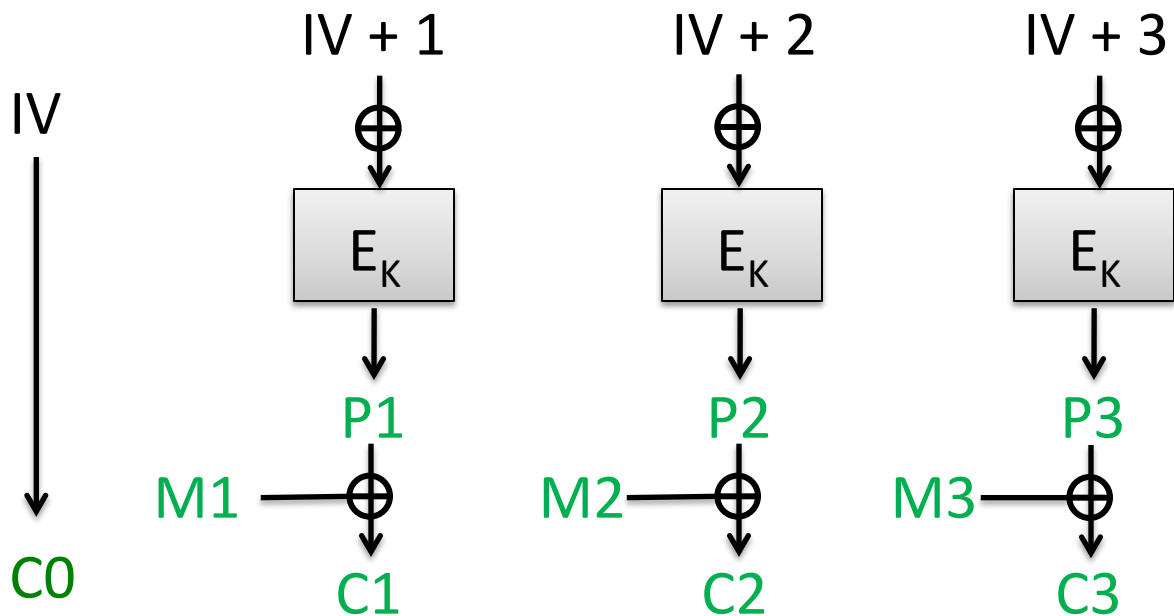 IV + 1 IV + 2 IV + 3
IV
E_K E_K E_K
P1 P2 P3
M1 M2 M3
C0 C1 C2 C3